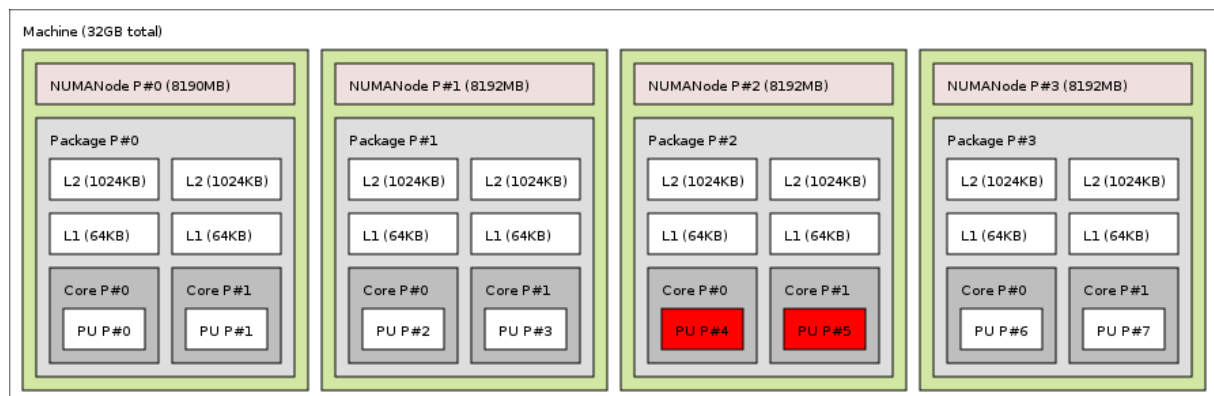 Machine (32GB total)
NUMANode P#0 (8190MB)
Package P#0
L2 (1024KB) L2 (1024KB)
L1 (64KB) L1 (64KB)
Core P#0 Core P#1
PU P#0 PU P#1
NUMANode P#1 (8192MB)
Package P#1
L2 (1024KB) L2 (1024KB)
L1 (64KB) L1 (64KB)
Core P#0 Core P#1
PU P#2 PU P#3
NUMANode P#2 (8192MB)
Package P#2
L2 (1024KB) L2 (1024KB)
L1 (64KB) L1 (64KB)
Core P#0 Core P#1
PU P#4 PU P#5
NUMANode P#3 (8192MB)
Package P#3
L2 (1024KB) L2 (1024KB)
L1 (64KB) L1 (64KB)
Core P#0 Core P#1
PU P#6 PU P#7